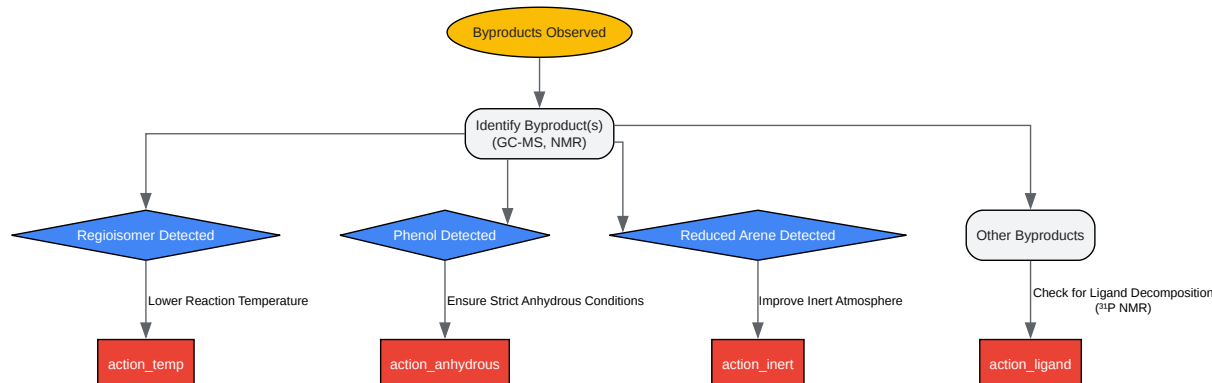 Byproducts Observed
Identify Byproduct(s)
(GC-MS, NMR)
Regioisomer Detected
Phenol Detected
Reduced Arene Detected
Other Byproducts
Lower Reaction Temperature
Ensure Strict Anhydrous Conditions
Improve Inert Atmosphere
Check for Ligand Decomposition
(³¹P NMR)
action_temp
action_anhydrous
action_inert
action_ligand